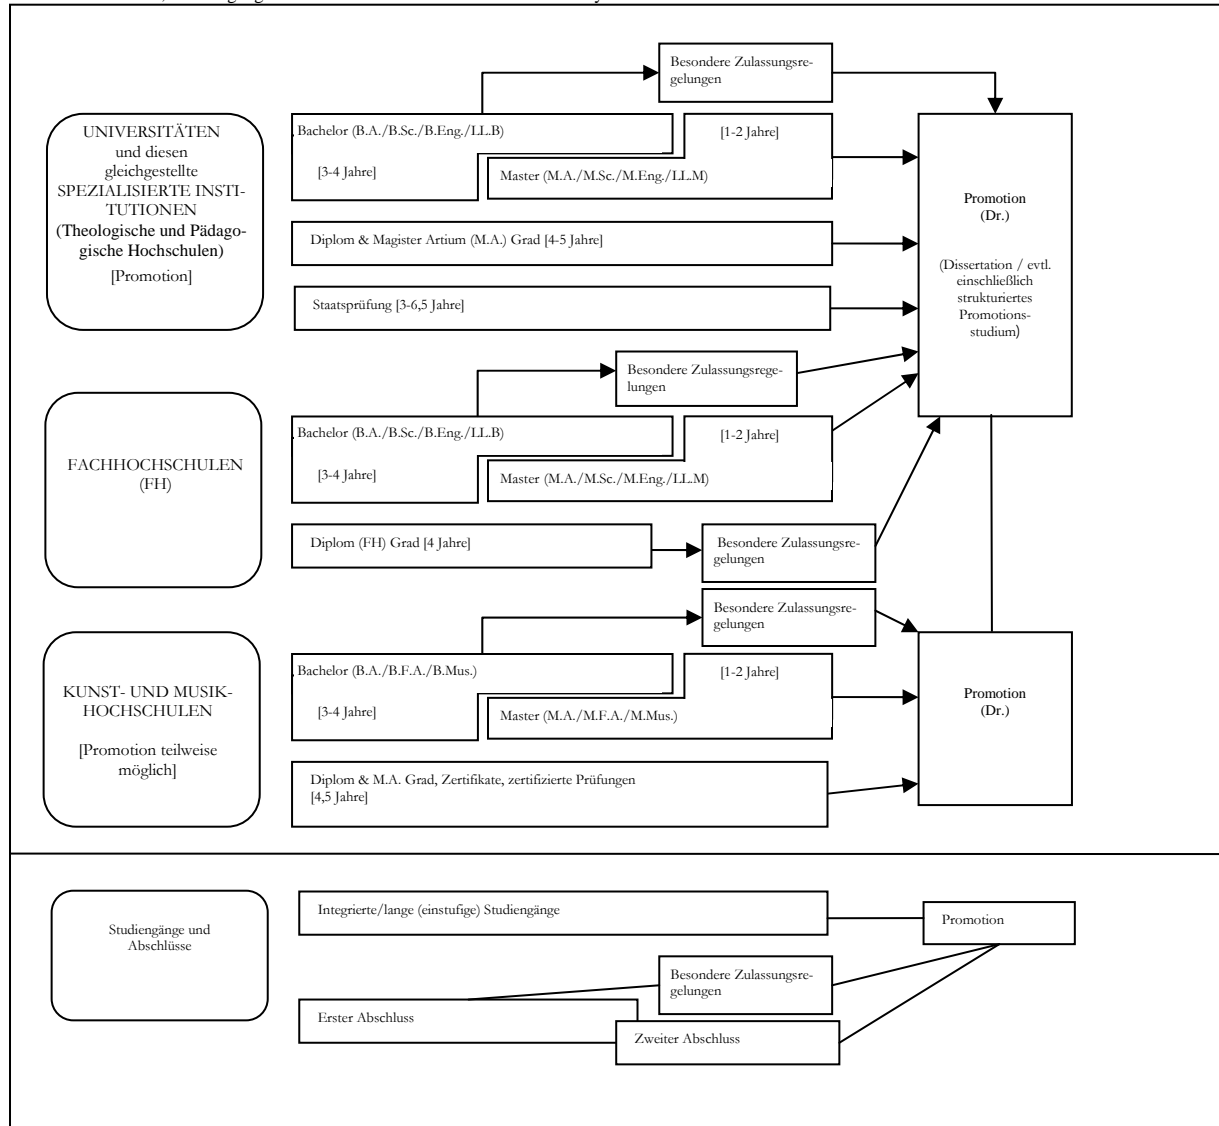 Besondere Zulassungsre-
gelungen
UNIVERSITÄTEN
und diesen
gleichgestellte
SPEZIALISIERTE INSTI-
TUTIONEN
(Theologische und Pädago-
gische Hochschulen)
[Promotion]
Bachelor (B.A./B.Sc./B.Eng./LL.B)
[3-4 Jahre]
[1-2 Jahre]
Master (M.A./M.Sc./M.Eng./LL.M)
Diplom & Magister Artium (M.A.) Grad [4-5 Jahre]
Staatsprüfung [3-6,5 Jahre]
Promotion
(Dr.)
(Dissertation / evtl.
einschließlich
strukturiertes
Promotions-
studium)
Besondere Zulassungsrege-
lungen
FACHHOCHSCHULEN
(FH)
Bachelor (B.A./B.Sc./B.Eng./LL.B)
[3-4 Jahre]
[1-2 Jahre]
Master (M.A./M.Sc./M.Eng./LL.M)
Diplom (FH) Grad [4 Jahre]
Besondere Zulassungsre-
gelungen
Besondere Zulassungsre-
gelungen
KUNST- UND MUSIK-
HOCHSCHULEN
[Promotion teilweise
möglich]
Bachelor (B.A./B.F.A./B.Mus.)
[3-4 Jahre]
[1-2 Jahre]
Master (M.A./M.F.A./M.Mus.)
Diplom & M.A. Grad, Zertifikate, zertifizierte Prüfungen
[4,5 Jahre]
Promotion
(Dr.)
Studiengänge und
Abschlüsse
Integrierte/lange (einstufige) Studiengänge
Promotion
Besondere Zulassungsre-
gelungen
Erster Abschluss
Zweiter Abschluss